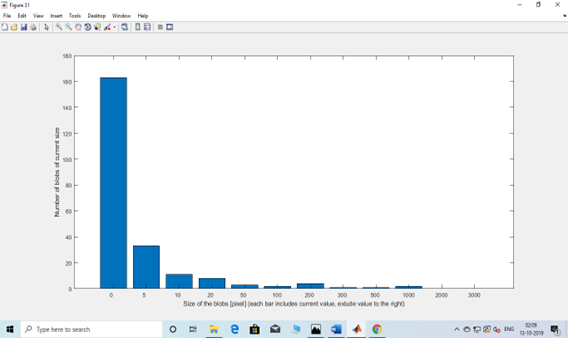 Figure 31
File Edit View Insert Tools Desktop Window Help
180
160
140
120
100
80
60
40
20
0
Number of blobs of current size
0 5 10 20 50 100 200 300 500 1000 2000 3000
Size of the blobs [pixel] (each bar includes current value, exlude value to the right)
Type here to search
ENG
02:09
13-10-2019